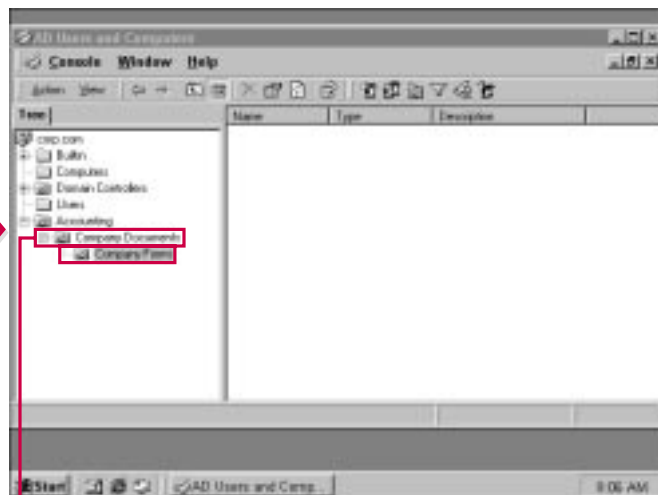 AD Users and Computers
Console Window Help
Action View
Tree
Name Type Description
corp.com
Builtin
Computers
Domain Controllers
Users
Accounting
Company Documents
Company Forms
Start AD Users and Comp... 8:06 AM